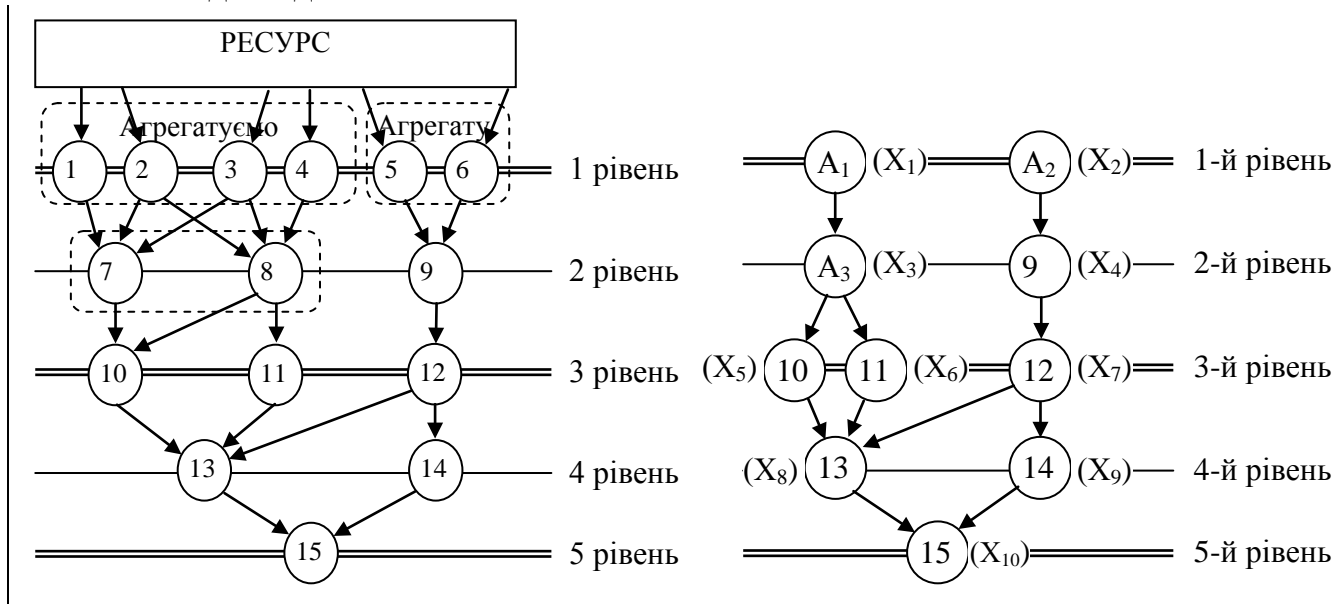 РЕСУРС
Агрегатуємо Агрегату
1 2 3 4 5 6 1 рівень
7 8 9 2 рівень
10 11 12 3 рівень
13 14 4 рівень
15 5 рівень
A1 (X1) A2 (X2) 1-й рівень
A3 (X3) 9 (X4) 2-й рівень
(X5) 10 11 (X6) 12 (X7) 3-й рівень
(X8) 13 14 (X9) 4-й рівень
15 (X10) 5-й рівень